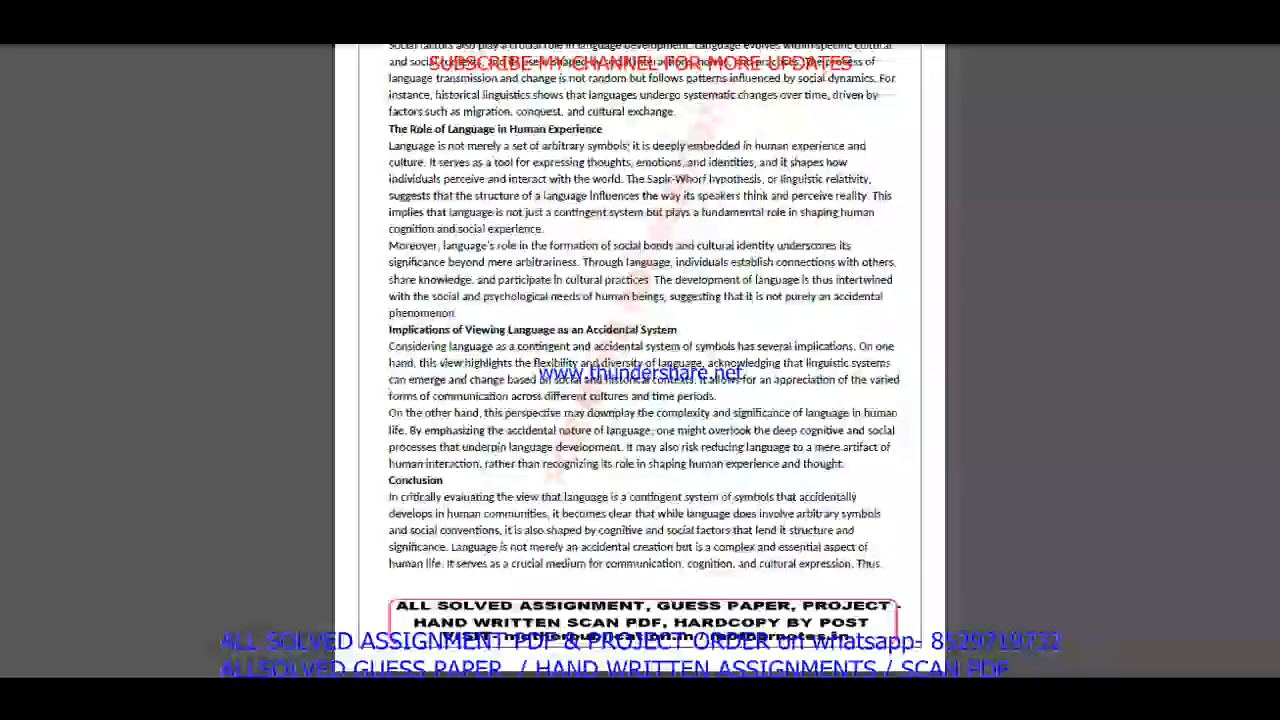 Social factors also play a crucial role in language development. Language evolves within specific cultural
SUBSCRIBE MY CHANNEL FOR MORE UPDATES
and social
language transmission and change is not random but follows patterns influenced by social dynamics. For
instance, historical linguistics shows that languages undergo systematic changes over time, driven by
factors such as migration, conquest, and cultural exchange.
The Role of Language in Human Experience
Language is not merely a set of arbitrary symbols; it is deeply embedded in human experience and
culture. It serves as a tool for expressing thoughts, emotions, and identities, and it shapes how
individuals perceive and interact with the world. The Sapir-Whorf hypothesis, or linguistic relativity,
suggests that the structure of a language influences the way its speakers think and perceive reality. This
implies that language is not just a contingent system but plays a fundamental role in shaping human
cognition and social experience.
Moreover, language's role in the formation of social bonds and cultural identity underscores its
significance beyond mere arbitrariness. Through language, individuals establish connections with others,
share knowledge, and participate in cultural practices. The development of language is thus intertwined
with the social and psychological needs of human beings, suggesting that it is not purely an accidental
phenomenon.
Implications of Viewing Language as an Accidental System
Considering language as a contingent and accidental system of symbols has several implications. On one
hand, this view highlights the flexibility and diversity of language, acknowledging that linguistic systems
www.thundershare.net
can emerge and change based on social and historical contexts. It allows for an appreciation of the varied
forms of communication across different cultures and time periods.
On the other hand, this perspective may downplay the complexity and significance of language in human
life. By emphasizing the accidental nature of language, one might overlook the deep cognitive and social
processes that underpin language development. It may also risk reducing language to a mere artifact of
human interaction, rather than recognizing its role in shaping human experience and thought.
Conclusion
In critically evaluating the view that language is a contingent system of symbols that accidentally
develops in human communities, it becomes clear that while language does involve arbitrary symbols
and social conventions, it is also shaped by cognitive and social factors that lend it structure and
significance. Language is not merely an accidental creation but is a complex and essential aspect of
human life. It serves as a crucial medium for communication, cognition, and cultural expression. Thus,
ALL SOLVED ASSIGNMENT, GUESS PAPER, PROJECT -
HAND WRITTEN SCAN PDF, HARDCOPY BY POST
ALL SOLVED ASSIGNMENT PDF & PROJECT ORDER on whatsapp- 8529719732
ALLSOLVED GUESS PAPER / HAND WRITTEN ASSIGNMENTS / SCAN PDF